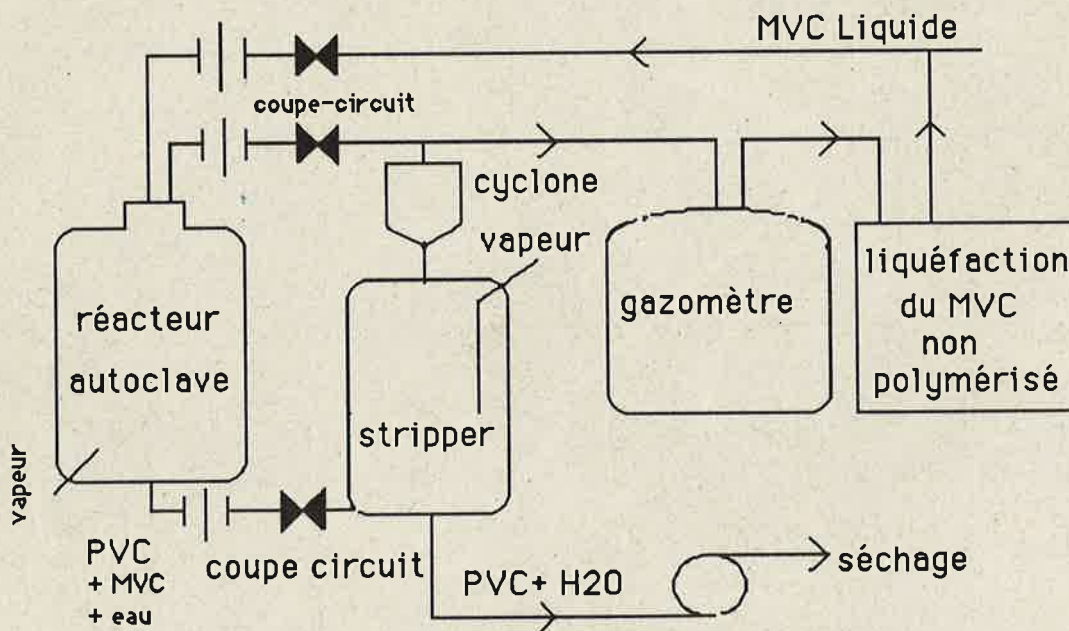 MVC Liquide
coupe-circuit
cyclone
vapeur
réacteur
autoclave
stripper
gazomètre
liquéfaction
du MVC
non
polymérisé
vapeur
PVC
+ MVC
+ eau
coupe circuit
PVC+ H2O
séchage